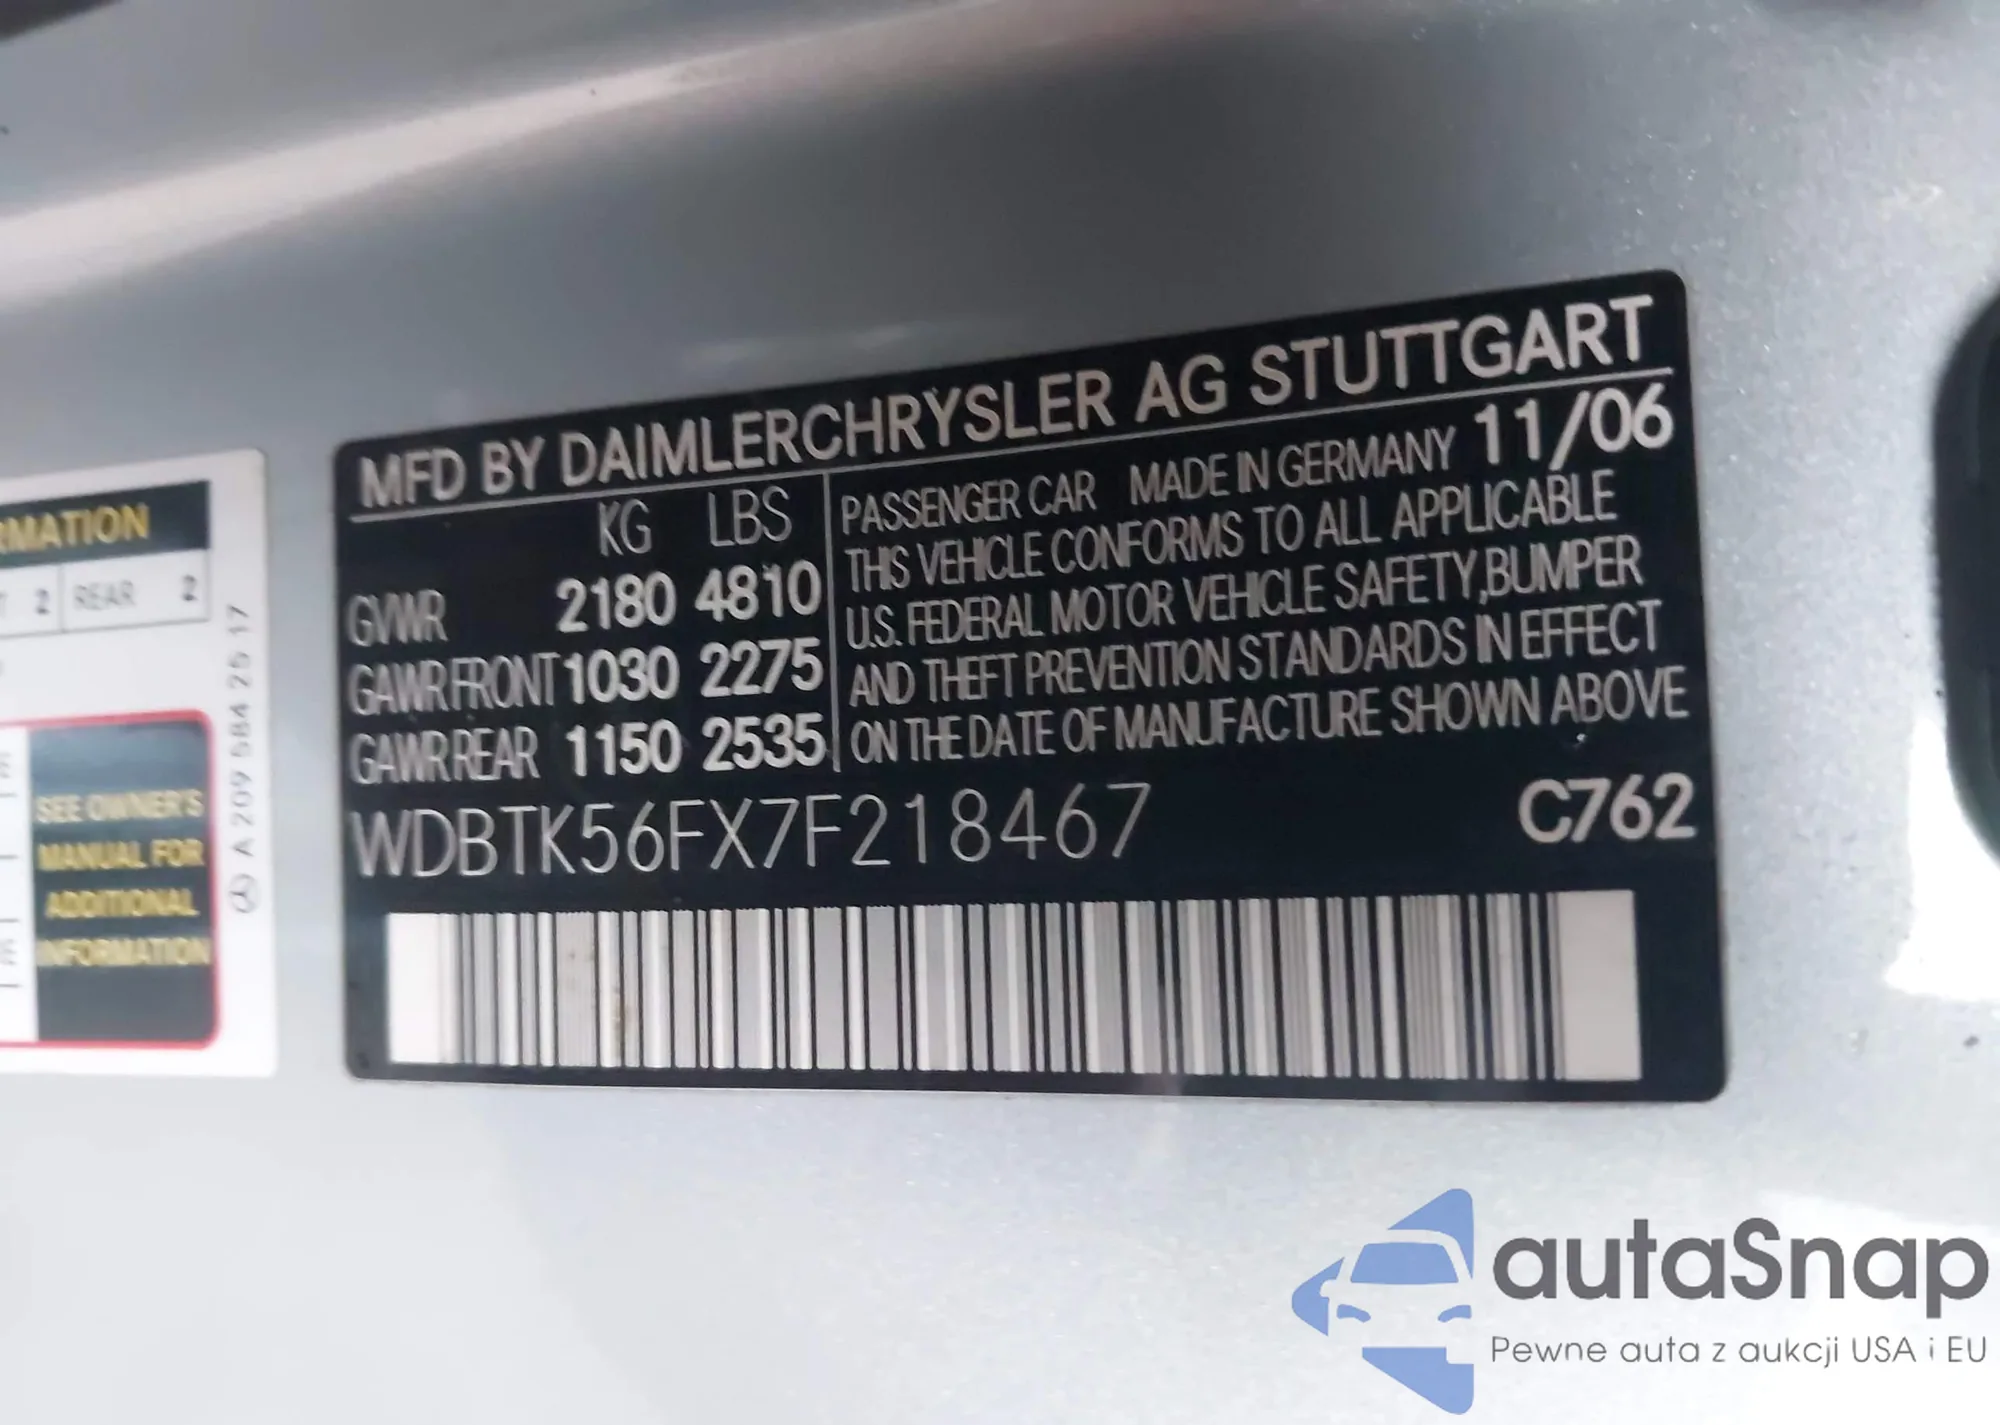 MFD BY DAIMLERCHRYSLER AG STUTTGART
KG LBS
GVWR 2180 4810
GAWR FRONT 1030 2275
GAWR REAR 1150 2535
PASSENGER CAR MADE IN GERMANY 11/06
THIS VEHICLE CONFORMS TO ALL APPLICABLE
U.S. FEDERAL MOTOR VEHICLE SAFETY, BUMPER
AND THEFT PREVENTION STANDARDS IN EFFECT
ON THE DATE OF MANUFACTURE SHOWN ABOVE
WDBTK56FX7F218467 C762
RMATION
2 REAR 2
SEE OWNER'S
MANUAL FOR
ADDITIONAL
INFORMATION
A 209 584 25 17
autaSnap
Pewne auta z aukcji USA i EU